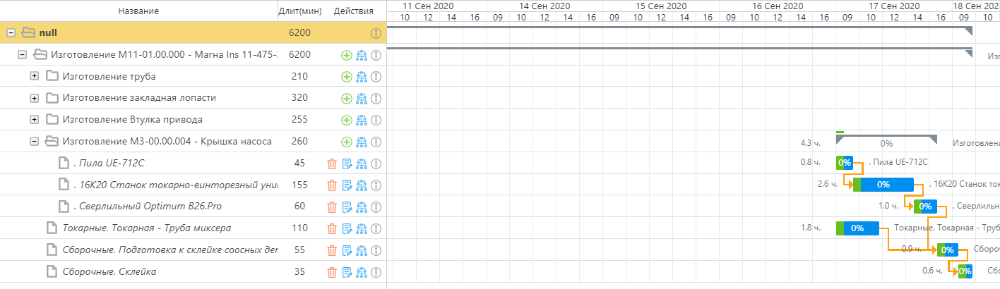 Название Длит(мин) Действия 11 Сен 2020 14 Сен 2020 15 Сен 2020 16 Сен 2020 17 Сен 2020 18 Сен 202
10 12 14 16 09 10 12 14 16 09 10 12 14 16 09 10 12 14 16 09 10 12 14 16 09 10
null 6200
Изготовление М11-01.00.000 - Магна Ins 11-475- 6200 Изг
Изготовление труба 210
Изготовление закладная лопасти 320
Изготовление Втулка привода 255
Изготовление М3-00.00.004 - Крышка насоса 260 4.3 ч. 0% Изготовлени
. Пила UE-712С 45 0.8 ч. 0% . Пила UE-712С
. 16К20 Станок токарно-винторезный уни 155 2.6 ч. 0% . 16К20 Станок ток
. Сверлильный Optimum B26.Pro 60 1.0 ч. 0% . Сверлильн
Токарные. Токарная - Труба миксера 110 1.8 ч. 0% Токарные. Токарная - Труб
Сборочные. Подготовка к склейке соосных дет 55 0.9 ч. 0% Сбороч
Сборочные. Склейка 35 0.6 ч. 0% Сб